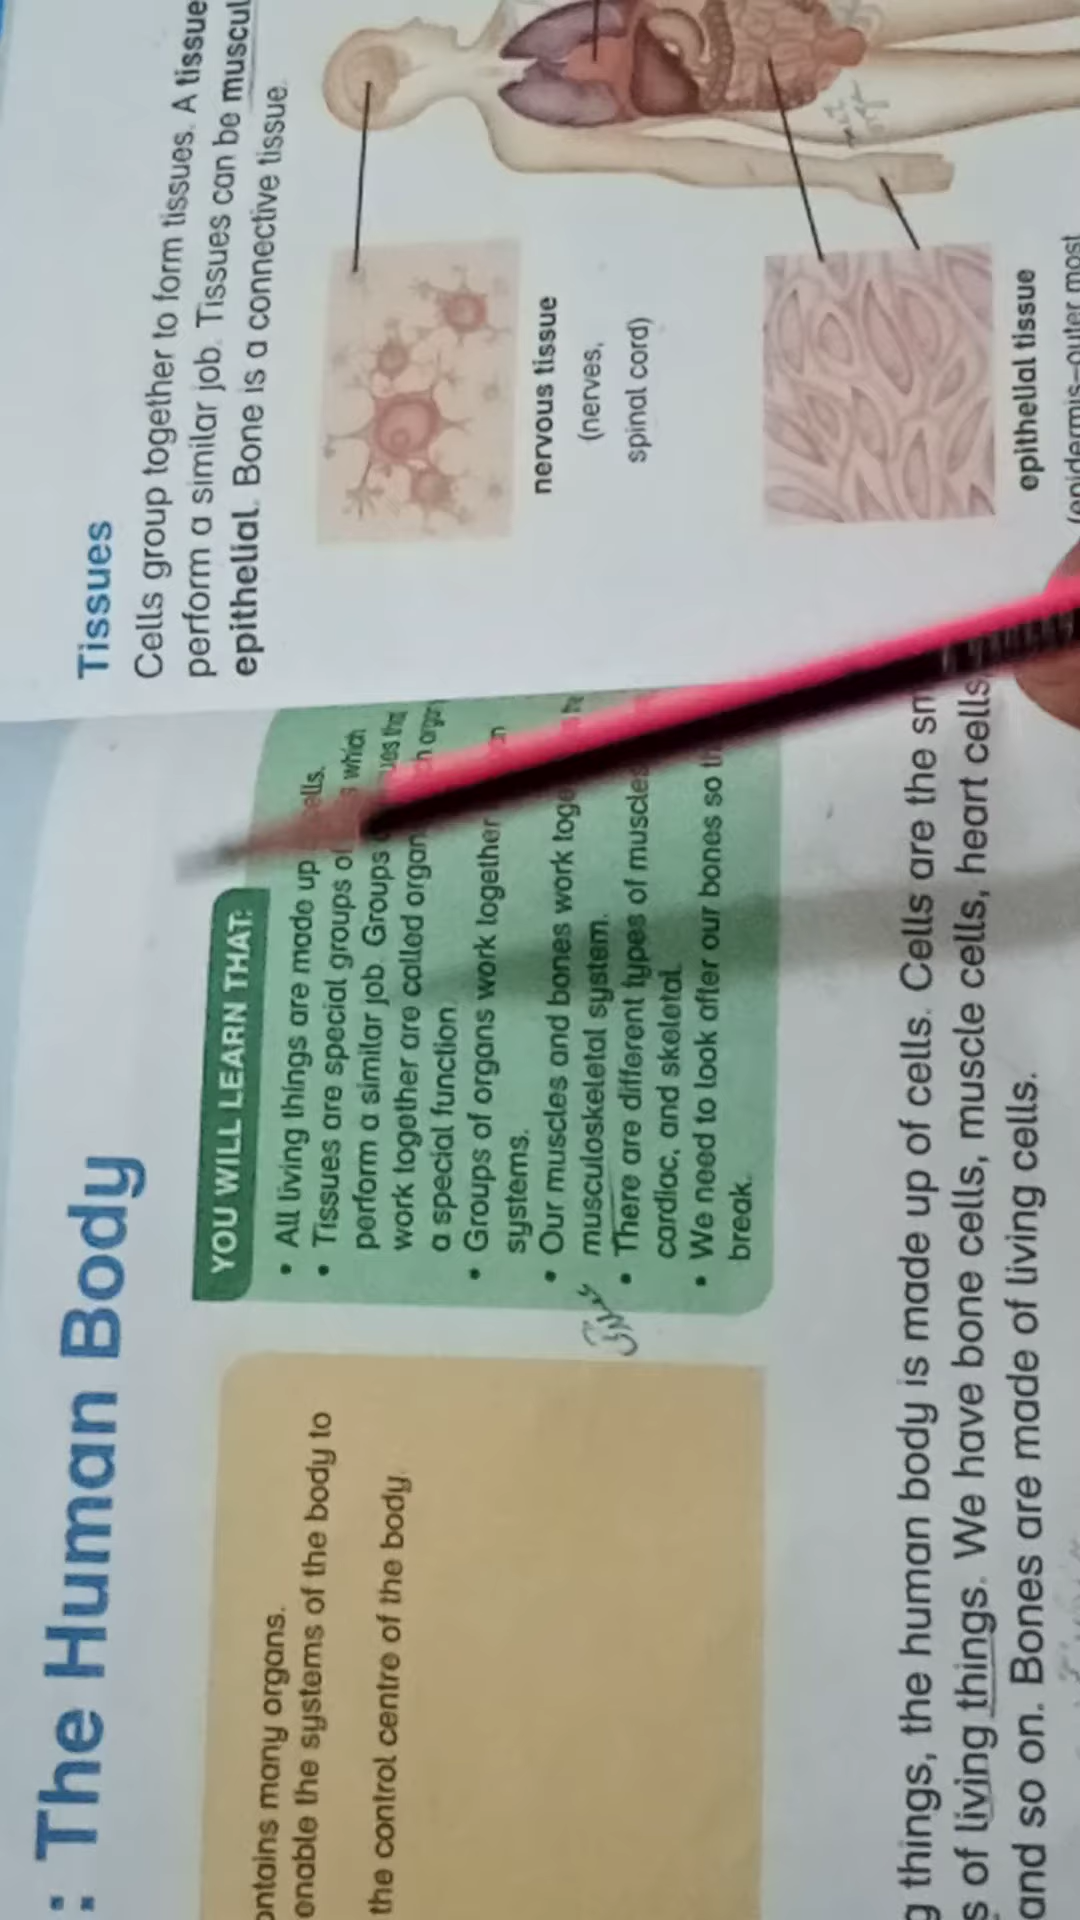 : The Human Body
ontains many organs.
enable the systems of the body to
the control centre of the body.
YOU WILL LEARN THAT:
• All living things are made up
• Tissues are special groups of which
perform a similar job. Groups that
work together are called organ
a special function.
• Groups of organs work together
systems.
• Our muscles and bones work
musculoskeletal system.
• There are different types of muscle
cardiac, and skeletal.
• We need to look after our bones so
break.
g things, the human body is made up of cells. Cells are the sm
s of living things. We have bone cells, muscle cells, heart cells,
and so on. Bones are made of living cells.
Tissues
Cells group together to form tissues. A tissue
perform a similar job. Tissues can be muscul
epithelial. Bone is a connective tissue.
nervous tissue
(nerves,
spinal cord)
epithelial tissue
(epidermis–outer most